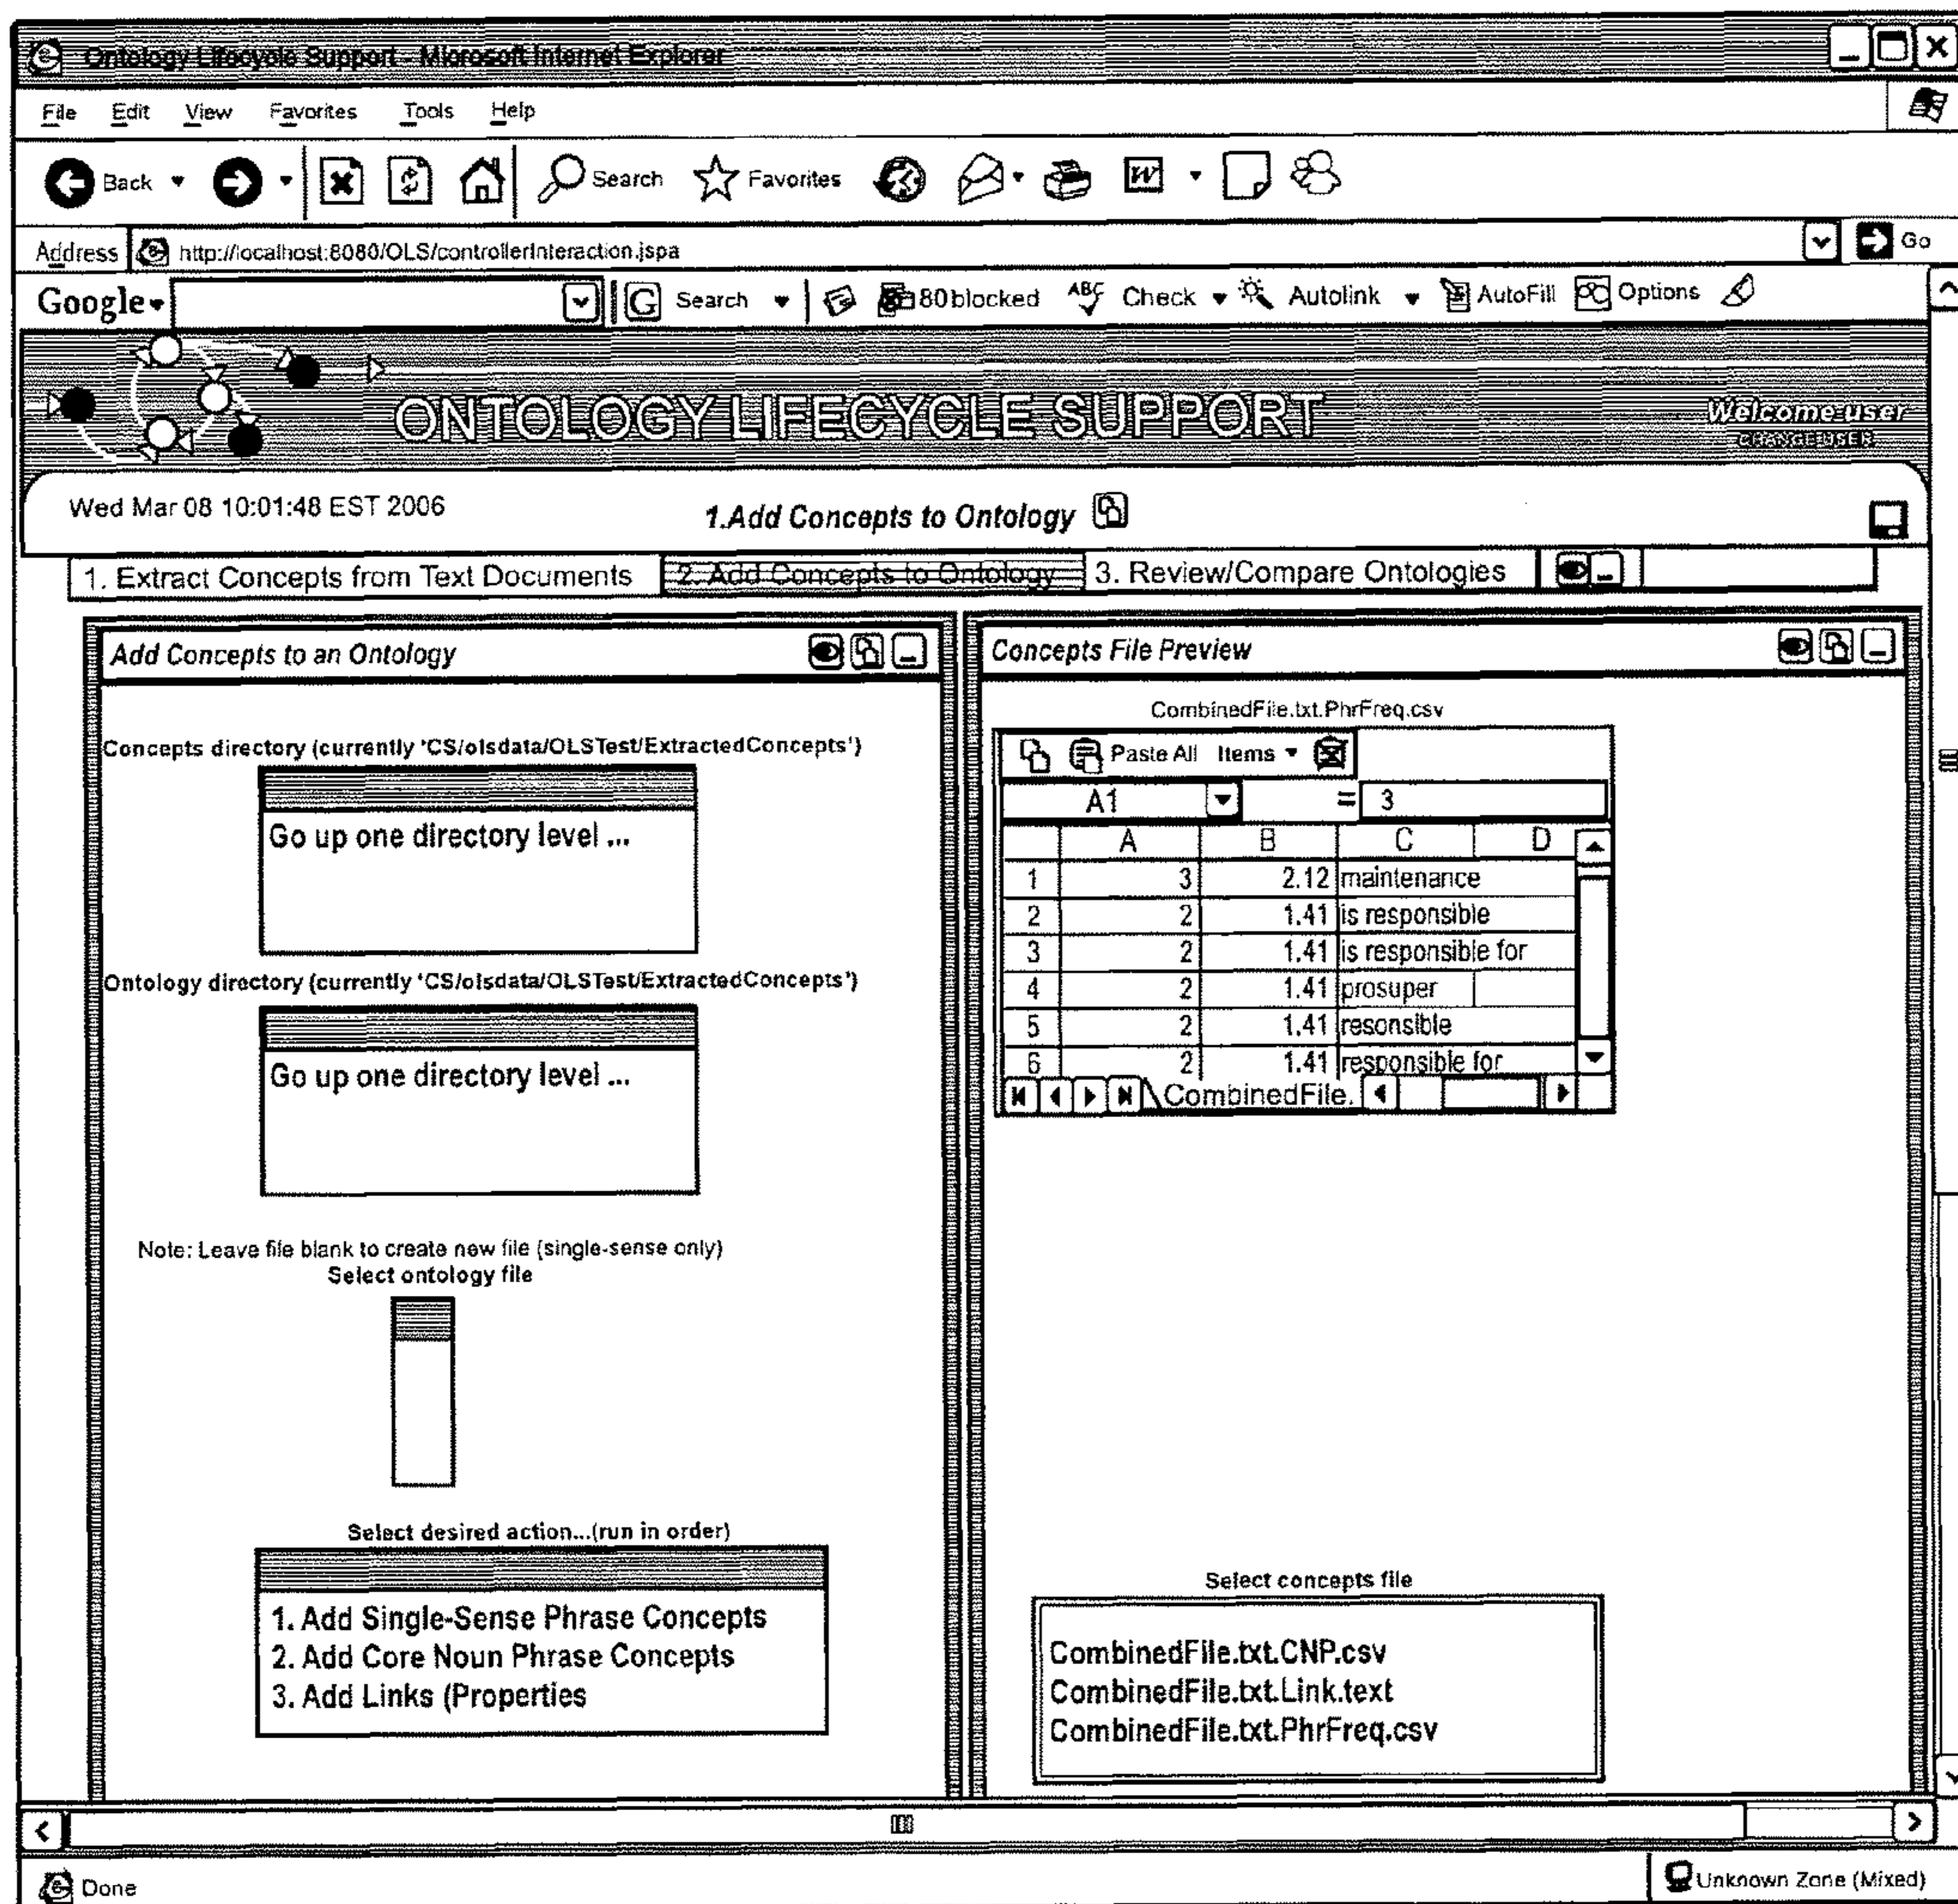 Ontology Lifecycle Support - Microsoft Internet Explorer
File Edit View Favorites Tools Help
Back Search Favorites
Address http://localhost:8080/OLS/controllerInteraction.jspa Go
Google G Search 80 blocked ABC Check Autolink AutoFill Options
ONTOLOGY LIFECYCLE SUPPORT
Welcome user
CHANGE USER
Wed Mar 08 10:01:48 EST 2006
1.Add Concepts to Ontology
1. Extract Concepts from Text Documents 2. Add Concepts to Ontology 3. Review/Compare Ontologies
Add Concepts to an Ontology
Concepts directory (currently 'CS/olsdata/OLSTest/ExtractedConcepts')
Go up one directory level ...
Ontology directory (currently 'CS/olsdata/OLSTest/ExtractedConcepts')
Go up one directory level ...
Note: Leave file blank to create new file (single-sense only)
Select ontology file
Select desired action...(run in order)
1. Add Single-Sense Phrase Concepts
2. Add Core Noun Phrase Concepts
3. Add Links (Properties
Concepts File Preview
CombinedFile.txt.PhrFreq.csv
Paste All Items
A1 = 3
A B C D
1 3 2.12 maintenance
2 2 1.41 is responsible
3 2 1.41 is responsible for
4 2 1.41 prosuper
5 2 1.41 resonsible
6 2 1.41 responsible for
CombinedFile.
Select concepts file
CombinedFile.txt.CNP.csv
CombinedFile.txt.Link.text
CombinedFile.txt.PhrFreq.csv
Done Unknown Zone (Mixed)